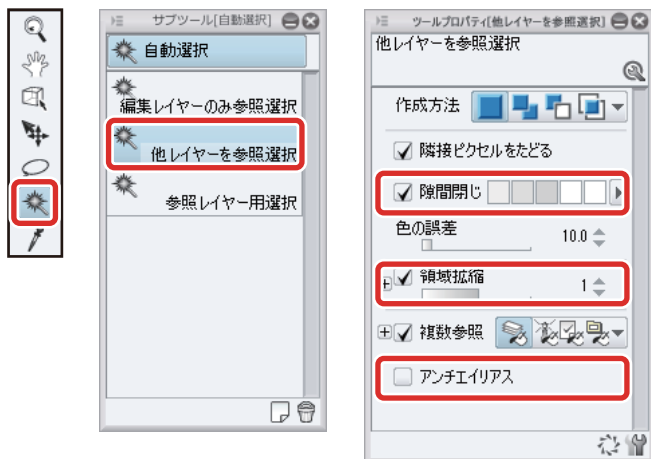 サブツール[自動選択]
自動選択
編集レイヤーのみ参照選択
他レイヤーを参照選択
参照レイヤー用選択
ツールプロパティ[他レイヤーを参照選択]
他レイヤーを参照選択
作成方法
隣接ピクセルをたどる
隙間閉じ
色の誤差 10.0
領域拡縮 1
複数参照
アンチエイリアス